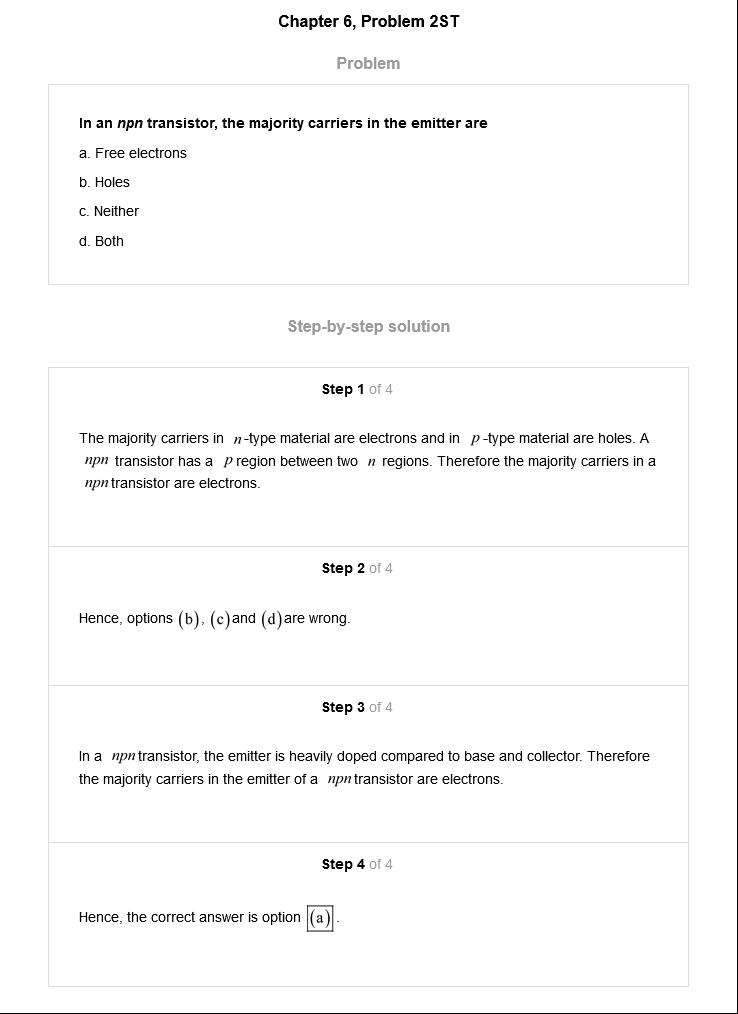 Chapter 6, Problem 2ST
Problem
In an npn transistor, the majority carriers in the emitter are
a. Free electrons
b. Holes
c. Neither
d. Both
Step-by-step solution
Step 1 of 4
The majority carriers in n-type material are electrons and in p-type material are holes. A
npn transistor has a p region between two n regions. Therefore the majority carriers in a
npn transistor are electrons.
Step 2 of 4
Hence, options (b), (c) and (d) are wrong.
Step 3 of 4
In a npn transistor, the emitter is heavily doped compared to base and collector. Therefore
the majority carriers in the emitter of a npn transistor are electrons.
Step 4 of 4
Hence, the correct answer is option (a).